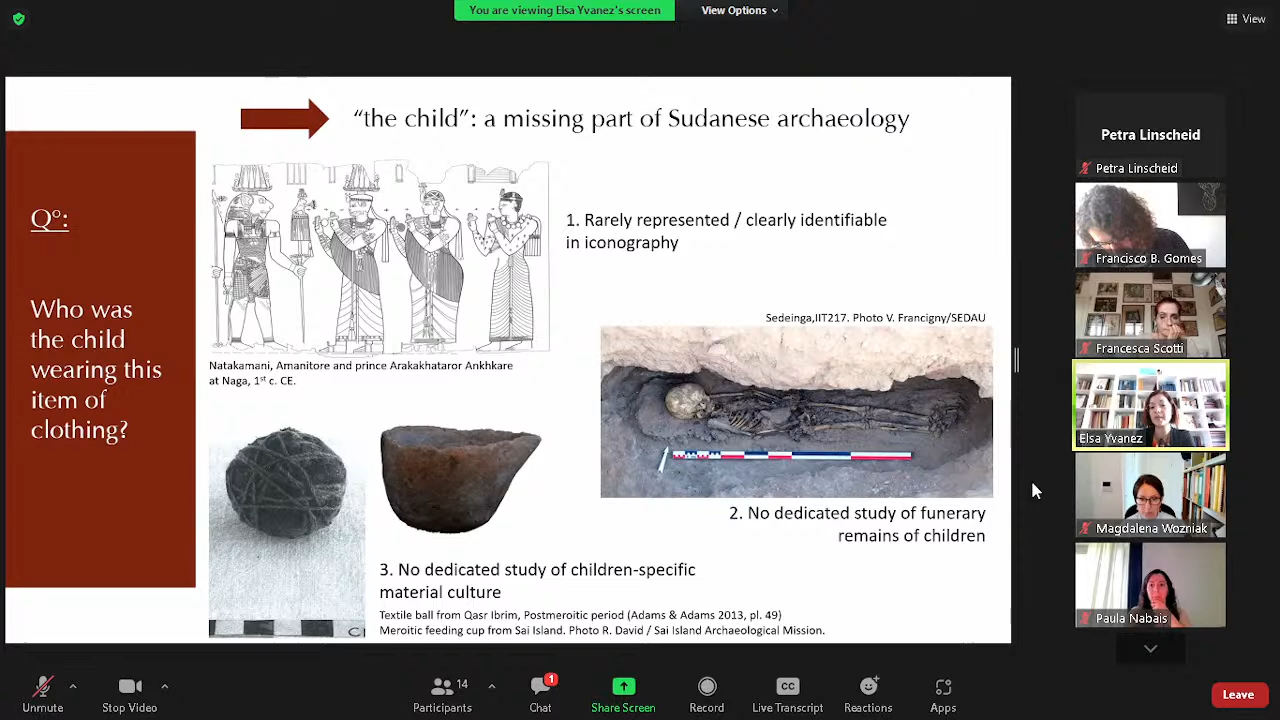 You are viewing Elsa Yvanez's screen
View Options
View
"the child": a missing part of Sudanese archaeology
Qº:
Who was
the child
wearing this
item of
clothing?
1. Rarely represented / clearly identifiable
in iconography
Natakamani, Amanitore and prince Arakakhataror Ankhkare
at Naga, 1st c. CE.
Sedeinga,IIT217. Photo V. Francigny/SEDAU
2. No dedicated study of funerary
remains of children
3. No dedicated study of children-specific
material culture
Textile ball from Qasr Ibrim, Postmeroitic period (Adams & Adams 2013, pl. 49)
Meroitic feeding cup from Sai Island. Photo R. David / Sai Island Archaeological Mission.
Petra Linscheid
Petra Linscheid
Francisco B. Gomes
Francesca Scotti
Elsa Yvanez
Magdalena Wozniak
Paula Nabais
Unmute
Stop Video
14
Participants
1
Chat
Share Screen
Record
CC
Live Transcript
Reactions
Apps
Leave